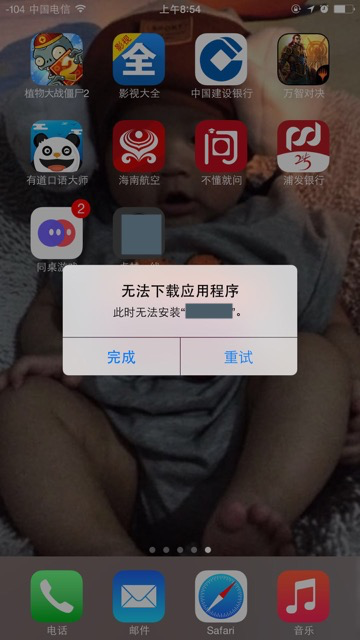 -104 中国电信 上午8:54
影视
全
植物大战僵尸2 影视大全 中国建设银行 万智对决
问
25
有道口语大师 海南航空 不懂就问 浦发银行
2
同桌游戏
无法下载应用程序
此时无法安装“ ”。
完成 重试
电话 邮件 Safari 音乐